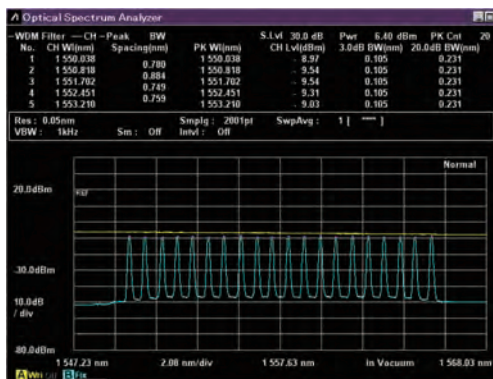 Optical Spectrum Analyzer
WDM Filter —CH—Peak BW S.Lvl 30.0 dB Pwr 6.40 dBm PK Cnt 20
No. CH Wl(nm) Spacing(nm) PK Wl(nm) CH Lvl(dBm) 3.0dB BW(nm) 20.0dB BW(nm)
1 1 550.038 1 550.038 - 8.97 0.105 0.231
0.780
2 1 550.818 1 550.818 - 9.54 0.105 0.231
0.884
3 1 551.702 1 551.702 - 9.54 0.105 0.231
0.749
4 1 552.451 1 552.451 - 9.31 0.105 0.231
0.759
5 1 553.210 1 553.210 - 9.03 0.105 0.231
Res : 0.05nm Smplg : 2001pt SwpAvg : 1 [ **** ]
VBW : 1kHz Sm : Off Intvl : Off
Normal
20.0dBm
-30.0dBm
10.0dB
/ div
-80.0dBm
1 547.23 nm 2.08 nm/div 1 557.63 nm in Vacuum 1 568.03 nm
A Wri Off B Fix